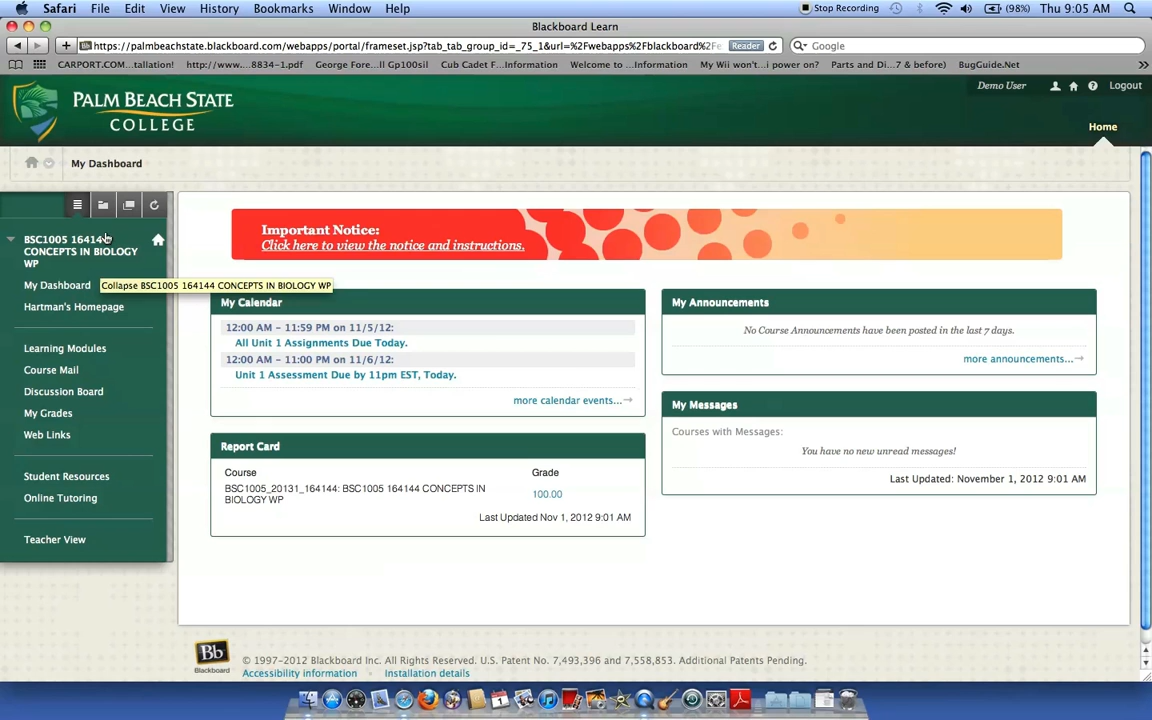 Safari File Edit View History Bookmarks Window Help Stop Recording (98%) Thu 9:05 AM
Blackboard Learn
https://palmbeachstate.blackboard.com/webapps/portal/frameset.jsp?tab_tab_group_id=_75_1&url=%2Fwebapps%2Fblackboard%2Fe Reader Google
CARPORT.COM...tallation! http://www....8834-1.pdf George Fore...ll Gp100sil Cub Cadet F...Information Welcome to ...Information My Wii won't...i power on? Parts and Di...7 & before) BugGuide.Net
PALM BEACH STATE
COLLEGE
Demo User Logout
Home
My Dashboard
BSC1005 164144
CONCEPTS IN BIOLOGY
WP
My Dashboard
Collapse BSC1005 164144 CONCEPTS IN BIOLOGY WP
Hartman's Homepage
Learning Modules
Course Mail
Discussion Board
My Grades
Web Links
Student Resources
Online Tutoring
Teacher View
Important Notice:
Click here to view the notice and instructions.
My Calendar
12:00 AM - 11:59 PM on 11/5/12:
All Unit 1 Assignments Due Today.
12:00 AM - 11:00 PM on 11/6/12:
Unit 1 Assessment Due by 11pm EST, Today.
more calendar events...→
Report Card
Course Grade
BSC1005_20131_164144: BSC1005 164144 CONCEPTS IN
BIOLOGY WP
100.00
Last Updated Nov 1, 2012 9:01 AM
My Announcements
No Course Announcements have been posted in the last 7 days.
more announcements...→
My Messages
Courses with Messages:
You have no new unread messages!
Last Updated: November 1, 2012 9:01 AM
Bb
Blackboard
© 1997-2012 Blackboard Inc. All Rights Reserved. U.S. Patent No. 7,493,396 and 7,558,853. Additional Patents Pending.
Accessibility information · Installation details